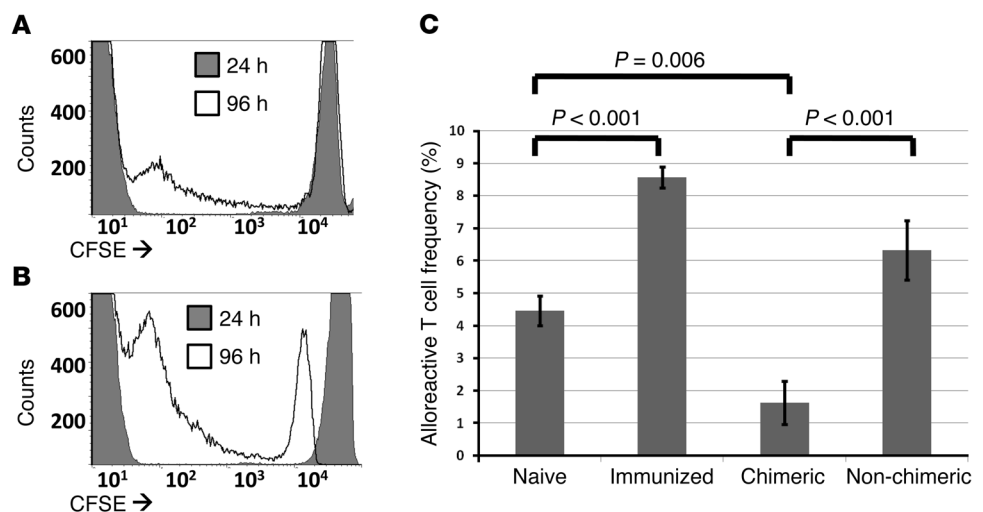 A
Counts
600
400
200
24 h
96 h
10¹ 10² 10³ 10⁴
CFSE →
B
Counts
600
400
200
24 h
96 h
10¹ 10² 10³ 10⁴
CFSE →
C
P = 0.006
P < 0.001 P < 0.001
Alloreactive T cell frequency (%)
10
9
8
7
6
5
4
3
2
1
0
Naive Immunized Chimeric Non-chimeric